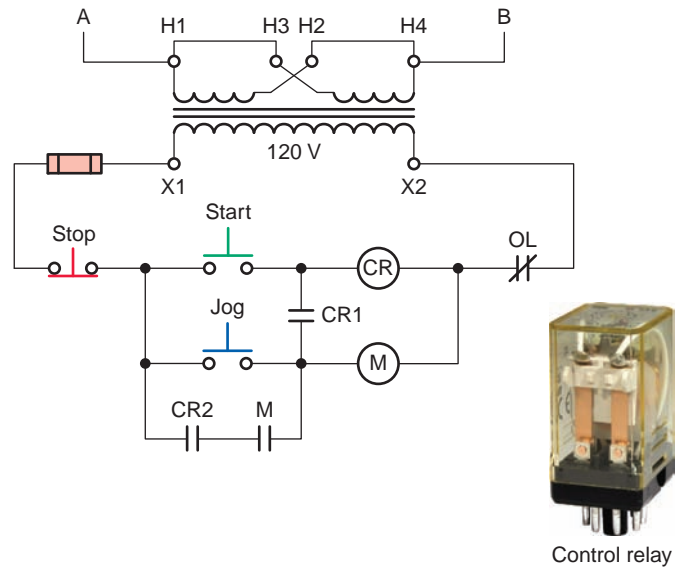 A
H1
H3
H2
H4
B
120 V
X1
X2
Start
Stop
OL
CR
Jog
CR1
M
CR2
M
Control relay